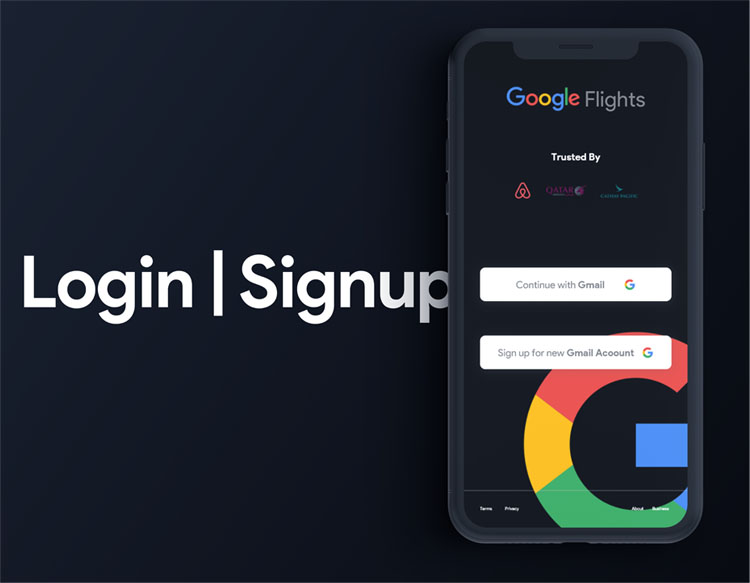 Login | Signup
Google Flights
Trusted By
QATAR
CATHAY PACIFIC
Continue with Gmail
Sign up for new Gmail Acoount
Terms Privacy About Business